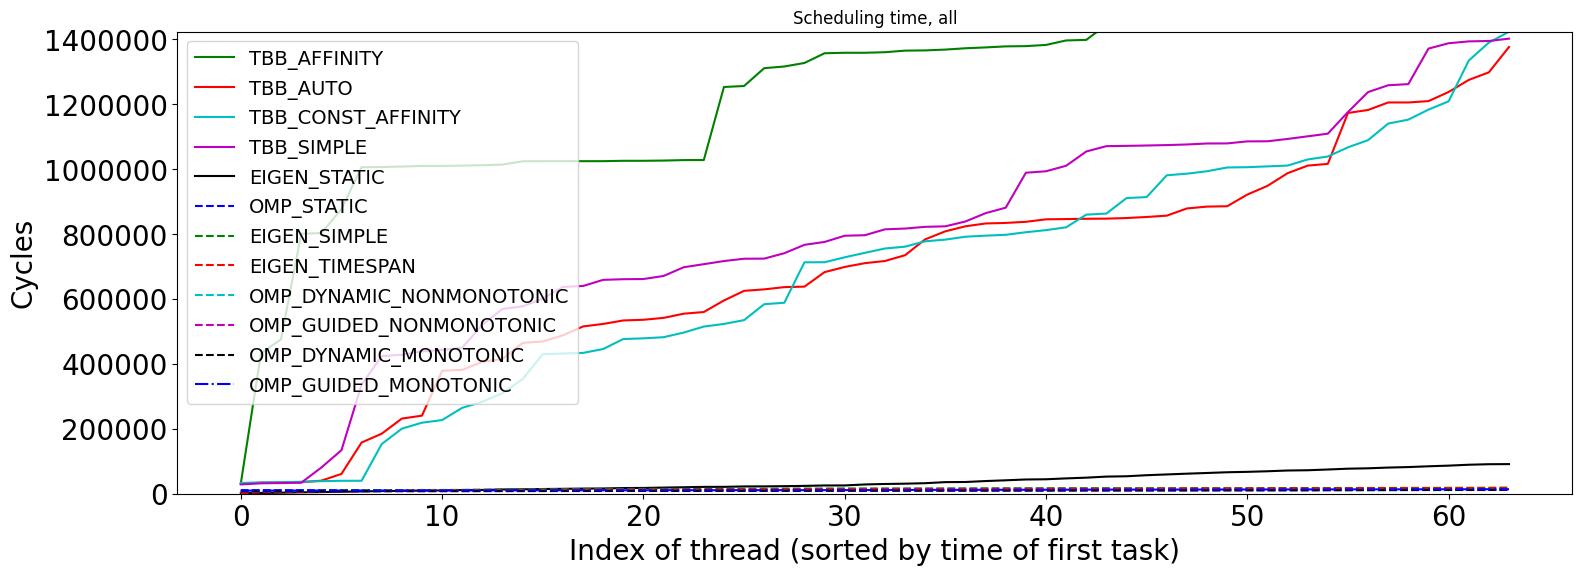 Scheduling time, all
1400000
1200000
1000000
800000
600000
400000
200000
0
Cycles
TBB_AFFINITY
TBB_AUTO
TBB_CONST_AFFINITY
TBB_SIMPLE
EIGEN_STATIC
OMP_STATIC
EIGEN_SIMPLE
EIGEN_TIMESPAN
OMP_DYNAMIC_NONMONOTONIC
OMP_GUIDED_NONMONOTONIC
OMP_DYNAMIC_MONOTONIC
OMP_GUIDED_MONOTONIC
0 10 20 30 40 50 60
Index of thread (sorted by time of first task)